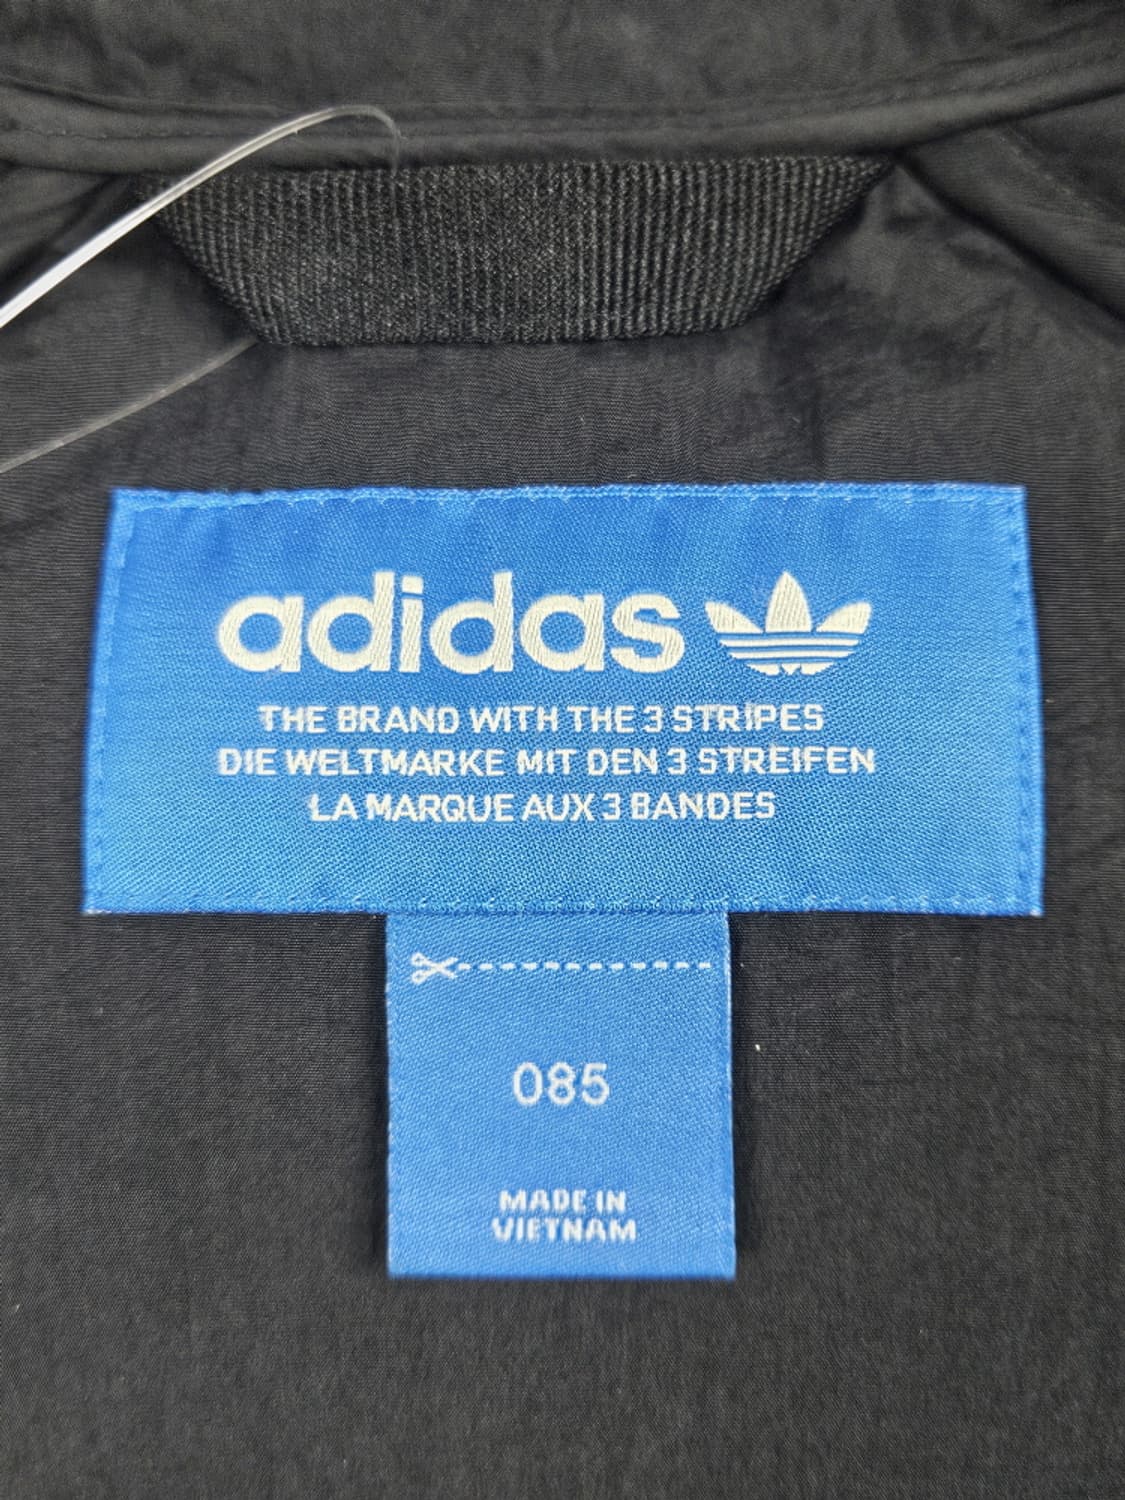 adidas
THE BRAND WITH THE 3 STRIPES
DIE WELTMARKE MIT DEN 3 STREIFEN
LA MARQUE AUX 3 BANDES
085
MADE IN
VIETNAM